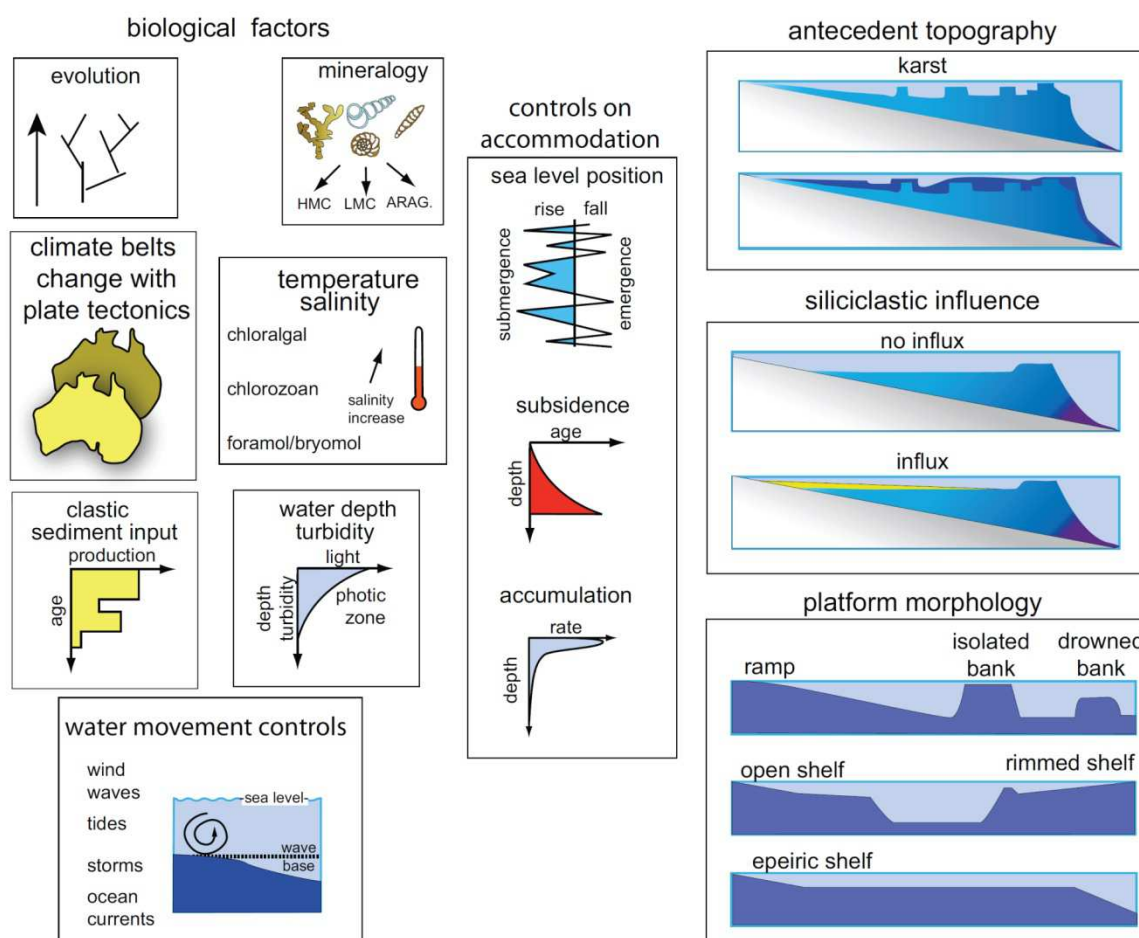 biological factors
evolution
mineralogy
HMC LMC ARAG.
climate belts
change with
plate tectonics
temperature
salinity
chloralgal
chlorozoan
salinity
increase
foramol/bryomol
clastic
sediment input
production
age
water depth
turbidity
light
depth
turbidity
photic
zone
water movement controls
wind
waves
tides
storms
ocean
currents
-sea level-
wave
base
controls on
accommodation
sea level position
rise fall
submergence
emergence
subsidence
age
depth
accumulation
rate
depth
antecedent topography
karst
siliciclastic influence
no influx
influx
platform morphology
ramp
isolated
bank
drowned
bank
open shelf
rimmed shelf
epeiric shelf